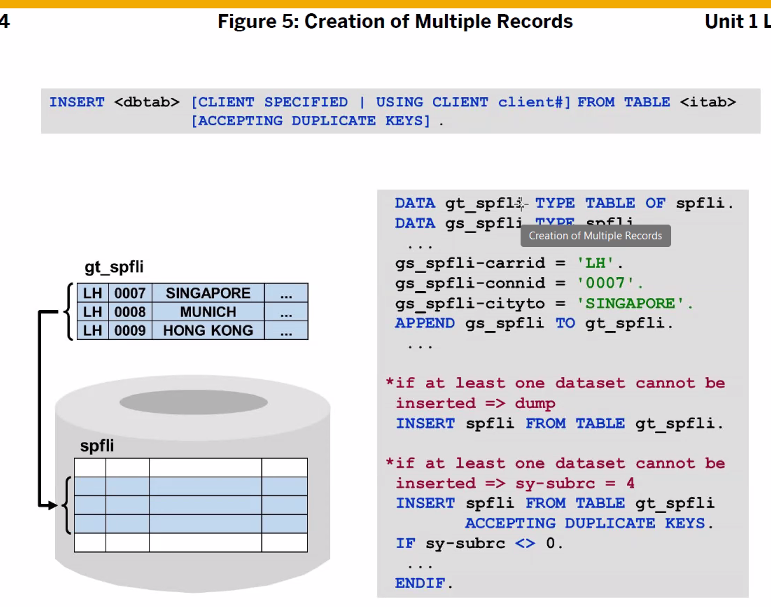 4
Figure 5: Creation of Multiple Records
Unit 1 L
INSERT <dbtab> [CLIENT SPECIFIED | USING CLIENT client#] FROM TABLE <itab>
[ACCEPTING DUPLICATE KEYS] .
DATA gt_spfli TYPE TABLE OF spfli.
DATA gs_spfli TYPE spfli.
Creation of Multiple Records
...
gs_spfli-carrid = 'LH'.
gs_spfli-connid = '0007'.
gs_spfli-cityto = 'SINGAPORE'.
APPEND gs_spfli TO gt_spfli.
...
*if at least one dataset cannot be
inserted => dump
INSERT spfli FROM TABLE gt_spfli.
*if at least one dataset cannot be
inserted => sy-subrc = 4
INSERT spfli FROM TABLE gt_spfli
ACCEPTING DUPLICATE KEYS.
IF sy-subrc <> 0.
...
ENDIF.
gt_spfli
LH 0007 SINGAPORE ...
LH 0008 MUNICH ...
LH 0009 HONG KONG ...
spfli